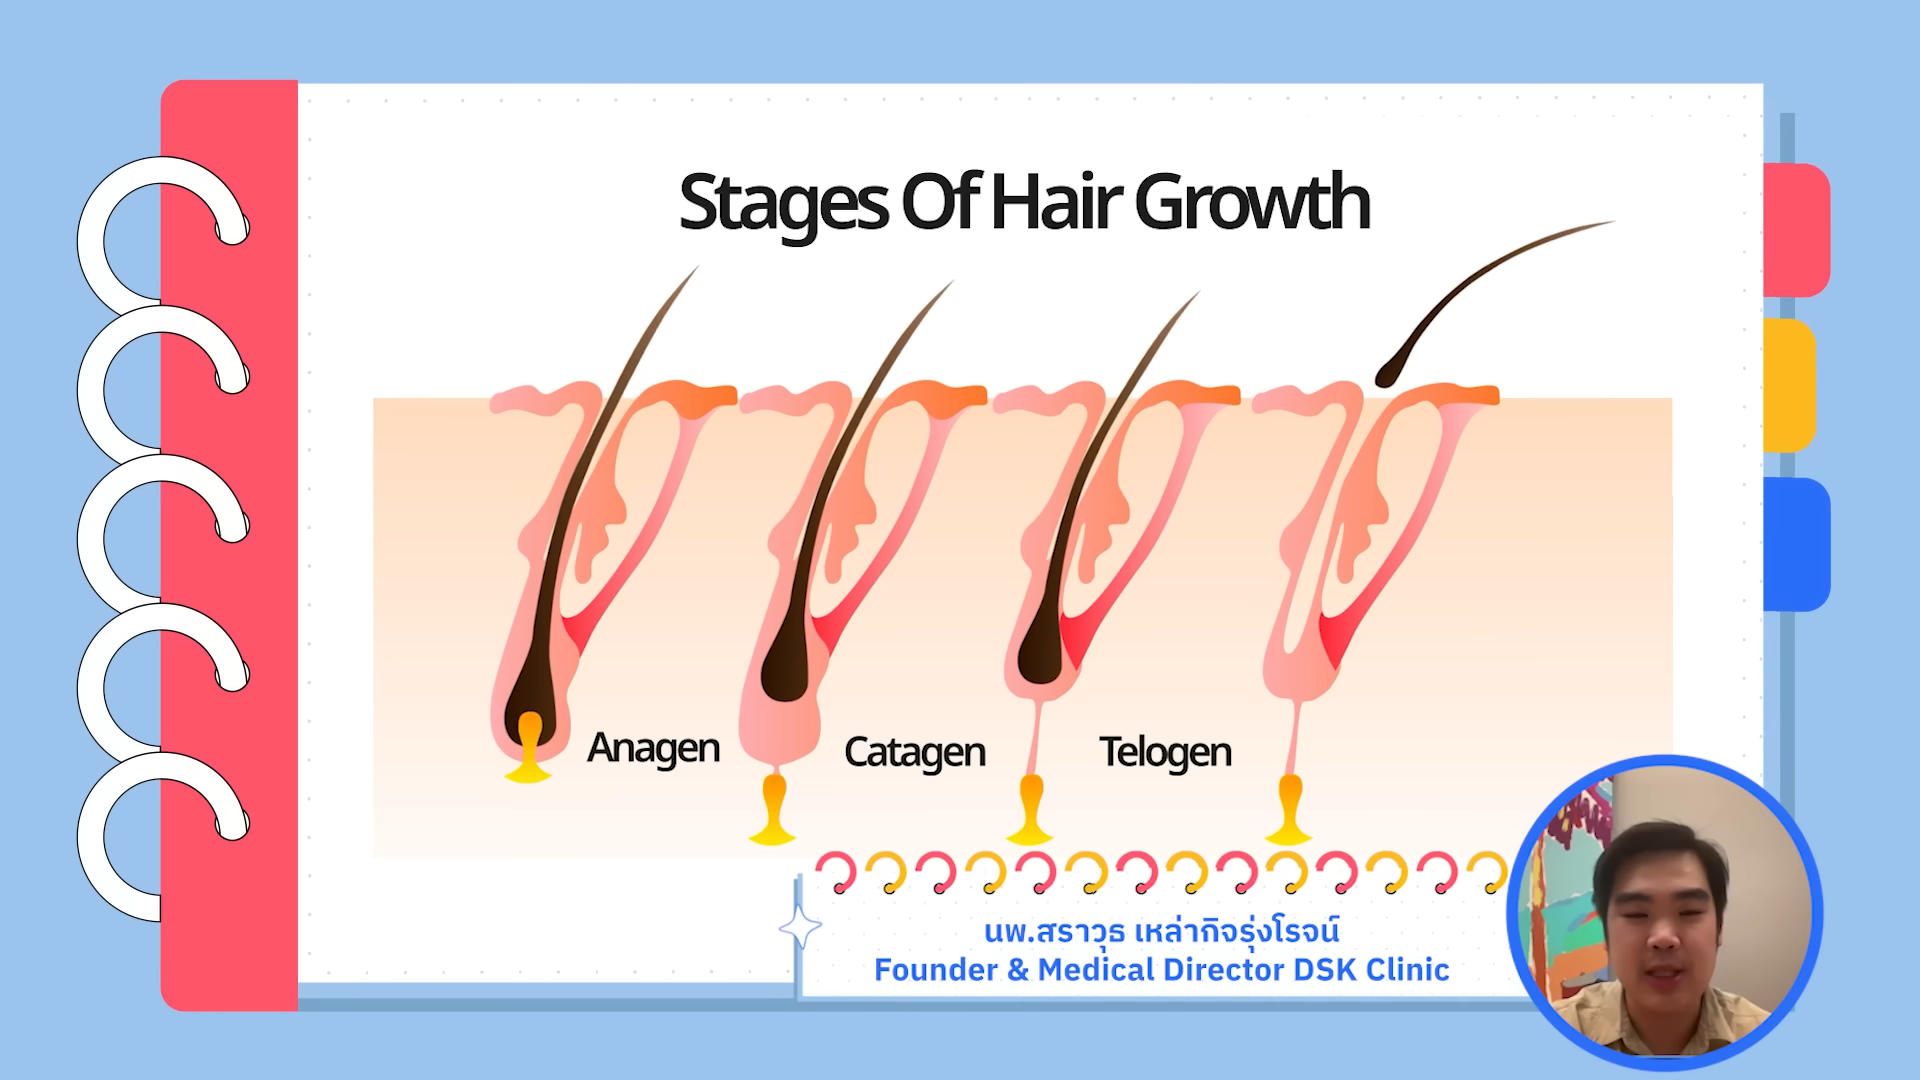 Stages Of Hair Growth
Anagen
Catagen
Telogen
นพ.สราวุธ เหล่ากิจรุ่งโรจน์
Founder & Medical Director DSK Clinic